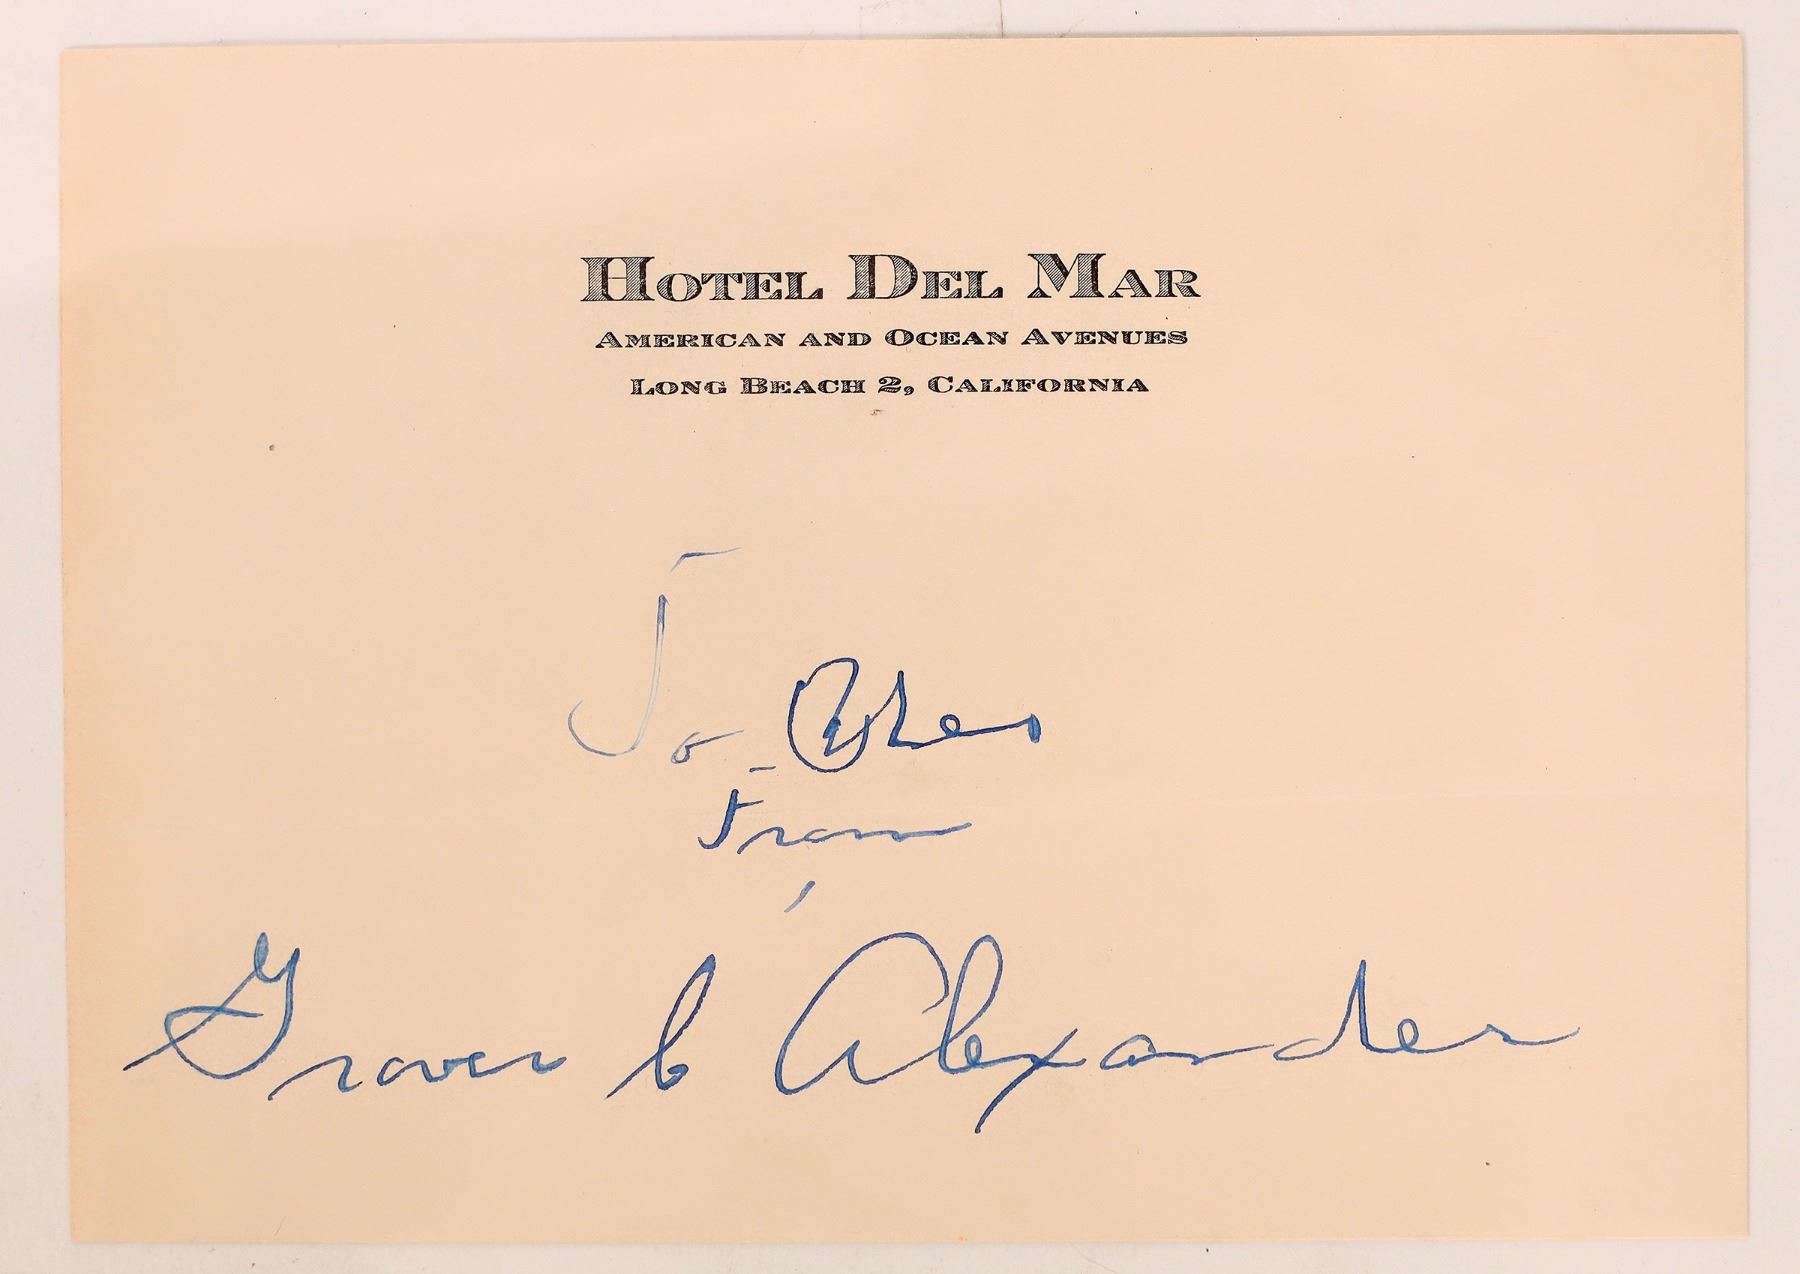 Hotel Del Mar
American and Ocean Avenues
Long Beach 2, California
To
From
Grover C Alexander